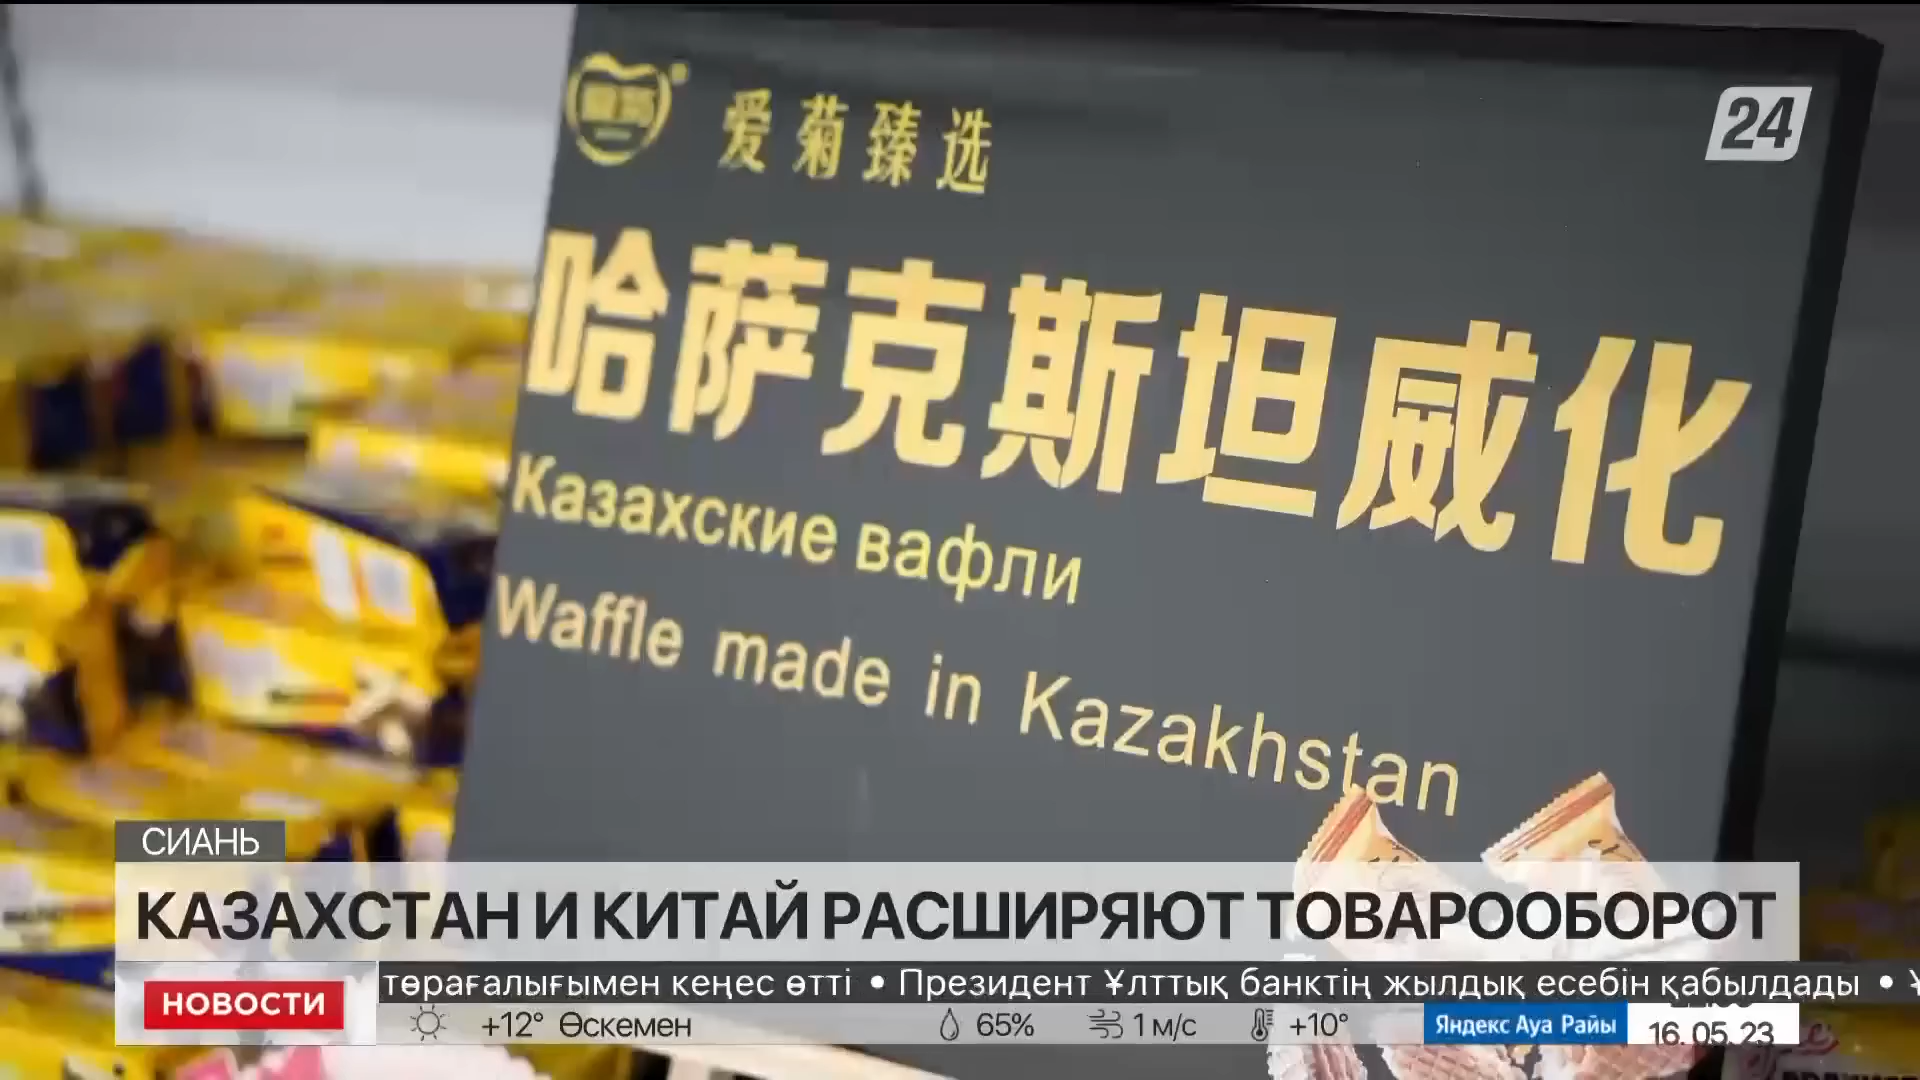 爱菊臻选
24
哈萨克斯坦威化
Казахские вафли
Waffle made in Kazakhstan
СИАНЬ
КАЗАХСТАН И КИТАЙ РАСШИРЯЮТ ТОВАРООБОРОТ
НОВОСТИ
төрағалығымен кеңес өтті • Президент Ұлттық банктің жылдық есебін қабылдады •
+12° Өскемен 65% 1 м/с +10° Яндекс Ауа Райы 16.05.23